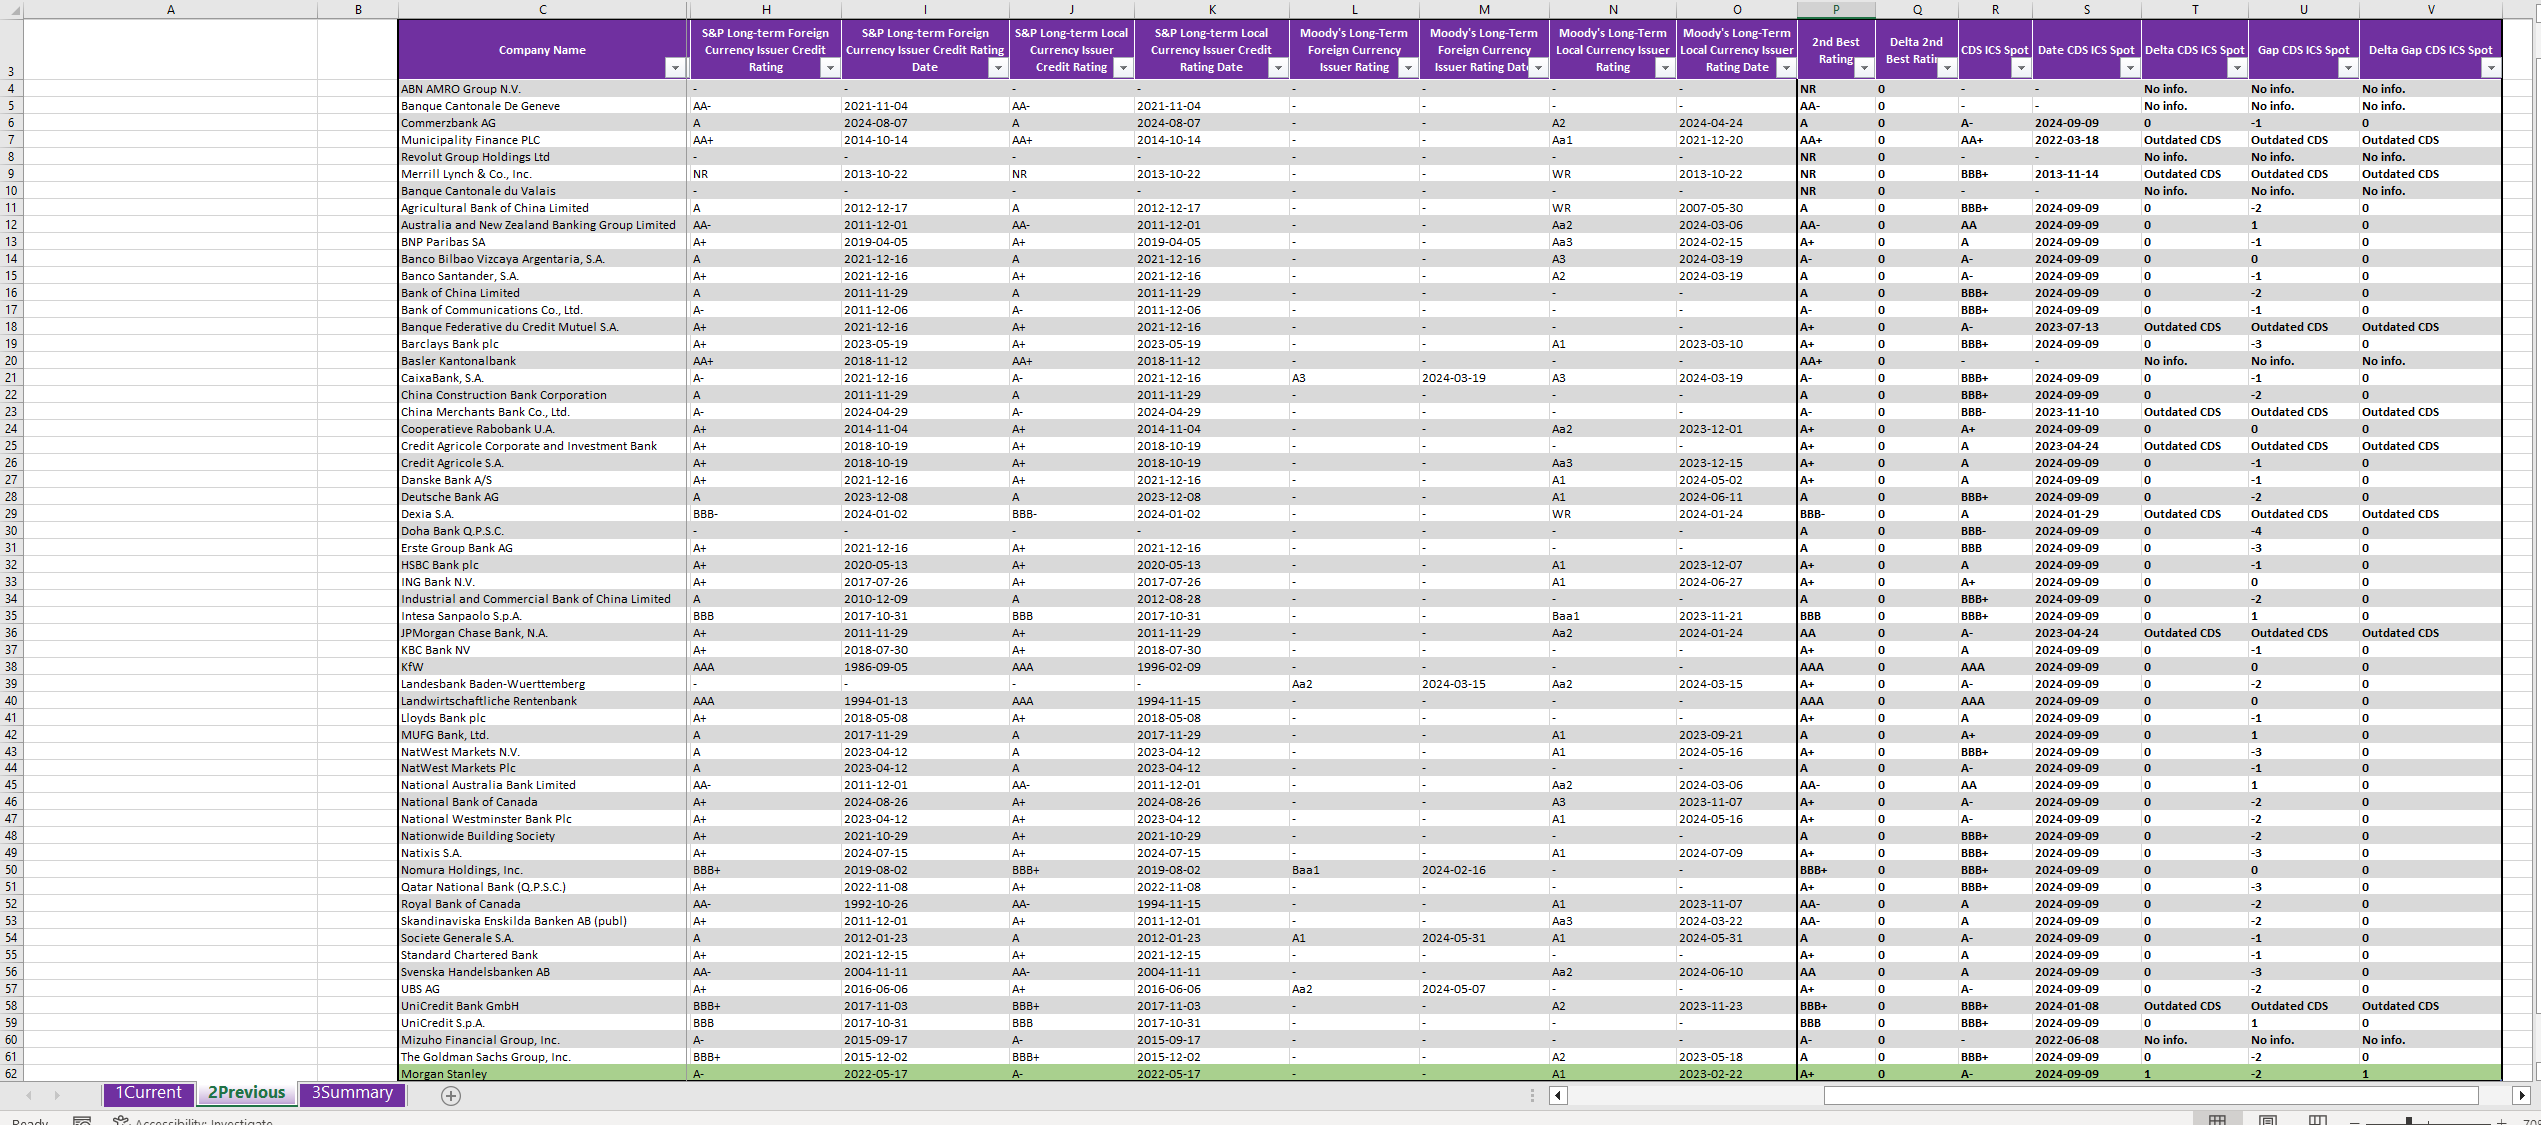 A B C H I J K L M N O P Q R S T U V
3 Company Name S&P Long-term Foreign Currency Issuer Credit Rating S&P Long-term Foreign Currency Issuer Credit Rating Date S&P Long-term Local Currency Issuer Credit Rating S&P Long-term Local Currency Issuer Credit Rating Date Moody's Long-Term Foreign Currency Issuer Rating Moody's Long-Term Foreign Currency Issuer Rating Date Moody's Long-Term Local Currency Issuer Rating Moody's Long-Term Local Currency Issuer Rating Date 2nd Best Rating Delta 2nd Best Ratin CDS ICS Spot Date CDS ICS Spot Delta CDS ICS Spot Gap CDS ICS Spot Delta Gap CDS ICS Spot
4 ABN AMRO Group N.V. - - - - - - - - NR 0 - - No info. No info. No info.
5 Banque Cantonale De Geneve AA- 2021-11-04 AA- 2021-11-04 - - - - AA- 0 - - No info. No info. No info.
6 Commerzbank AG A 2024-08-07 A 2024-08-07 - - A2 2024-04-24 A 0 A- 2024-09-09 0 -1 0
7 Municipality Finance PLC AA+ 2014-10-14 AA+ 2014-10-14 - - Aa1 2021-12-20 AA+ 0 AA+ 2022-03-18 Outdated CDS Outdated CDS Outdated CDS
8 Revolut Group Holdings Ltd - - - - - - - - NR 0 - - No info. No info. No info.
9 Merrill Lynch & Co., Inc. NR 2013-10-22 NR 2013-10-22 - - WR 2013-10-22 NR 0 BBB+ 2013-11-14 Outdated CDS Outdated CDS Outdated CDS
10 Banque Cantonale du Valais - - - - - - - - NR 0 - - No info. No info. No info.
11 Agricultural Bank of China Limited A 2012-12-17 A 2012-12-17 - - WR 2007-05-30 A 0 BBB+ 2024-09-09 0 -2 0
12 Australia and New Zealand Banking Group Limited AA- 2011-12-01 AA- 2011-12-01 - - Aa2 2024-03-06 AA- 0 AA 2024-09-09 0 1 0
13 BNP Paribas SA A+ 2019-04-05 A+ 2019-04-05 - - Aa3 2024-02-15 A+ 0 A 2024-09-09 0 -1 0
14 Banco Bilbao Vizcaya Argentaria, S.A. A 2021-12-16 A 2021-12-16 - - A3 2024-03-19 A- 0 A- 2024-09-09 0 0 0
15 Banco Santander, S.A. A+ 2021-12-16 A+ 2021-12-16 - - A2 2024-03-19 A 0 A- 2024-09-09 0 -1 0
16 Bank of China Limited A 2011-11-29 A 2011-11-29 - - - - A 0 BBB+ 2024-09-09 0 -2 0
17 Bank of Communications Co., Ltd. A- 2011-12-06 A- 2011-12-06 - - - - A- 0 BBB+ 2024-09-09 0 -1 0
18 Banque Federative du Credit Mutuel S.A. A+ 2021-12-16 A+ 2021-12-16 - - - - A+ 0 A- 2023-07-13 Outdated CDS Outdated CDS Outdated CDS
19 Barclays Bank plc A+ 2023-05-19 A+ 2023-05-19 - - A1 2023-03-10 A+ 0 BBB+ 2024-09-09 0 -3 0
20 Basler Kantonalbank AA+ 2018-11-12 AA+ 2018-11-12 - - - - AA+ 0 - - No info. No info. No info.
21 CaixaBank, S.A. A- 2021-12-16 A- 2021-12-16 A3 2024-03-19 A3 2024-03-19 A- 0 BBB+ 2024-09-09 0 -1 0
22 China Construction Bank Corporation A 2011-11-29 A 2011-11-29 - - - - A 0 BBB+ 2024-09-09 0 -2 0
23 China Merchants Bank Co., Ltd. A- 2024-04-29 A- 2024-04-29 - - - - A- 0 BBB- 2023-11-10 Outdated CDS Outdated CDS Outdated CDS
24 Cooperatieve Rabobank U.A. A+ 2014-11-04 A+ 2014-11-04 - - Aa2 2023-12-01 A+ 0 A+ 2024-09-09 0 0 0
25 Credit Agricole Corporate and Investment Bank A+ 2018-10-19 A+ 2018-10-19 - - - - A+ 0 A 2023-04-24 Outdated CDS Outdated CDS Outdated CDS
26 Credit Agricole S.A. A+ 2018-10-19 A+ 2018-10-19 - - Aa3 2023-12-15 A+ 0 A 2024-09-09 0 -1 0
27 Danske Bank A/S A+ 2021-12-16 A+ 2021-12-16 - - A1 2024-05-02 A+ 0 A 2024-09-09 0 -1 0
28 Deutsche Bank AG A 2023-12-08 A 2023-12-08 - - A1 2024-06-11 A 0 BBB+ 2024-09-09 0 -2 0
29 Dexia S.A. BBB- 2024-01-02 BBB- 2024-01-02 - - WR 2024-01-24 BBB- 0 A 2024-01-29 Outdated CDS Outdated CDS Outdated CDS
30 Doha Bank Q.P.S.C. - - - - - - - - A 0 BBB- 2024-09-09 0 -4 0
31 Erste Group Bank AG A+ 2021-12-16 A+ 2021-12-16 - - - - A 0 BBB 2024-09-09 0 -3 0
32 HSBC Bank plc A+ 2020-05-13 A+ 2020-05-13 - - A1 2023-12-07 A+ 0 A 2024-09-09 0 -1 0
33 ING Bank N.V. A+ 2017-07-26 A+ 2017-07-26 - - A1 2024-06-27 A+ 0 A+ 2024-09-09 0 0 0
34 Industrial and Commercial Bank of China Limited A 2010-12-09 A 2012-08-28 - - - - A 0 BBB+ 2024-09-09 0 -2 0
35 Intesa Sanpaolo S.p.A. BBB 2017-10-31 BBB 2017-10-31 - - Baa1 2023-11-21 BBB 0 BBB+ 2024-09-09 0 1 0
36 JPMorgan Chase Bank, N.A. A+ 2011-11-29 A+ 2011-11-29 - - Aa2 2024-01-24 AA 0 A- 2023-04-24 Outdated CDS Outdated CDS Outdated CDS
37 KBC Bank NV A+ 2018-07-30 A+ 2018-07-30 - - - - A+ 0 A 2024-09-09 0 -1 0
38 KfW AAA 1986-09-05 AAA 1996-02-09 - - - - AAA 0 AAA 2024-09-09 0 0 0
39 Landesbank Baden-Wuerttemberg - - - - Aa2 2024-03-15 Aa2 2024-03-15 A+ 0 A- 2024-09-09 0 -2 0
40 Landwirtschaftliche Rentenbank AAA 1994-01-13 AAA 1994-11-15 - - - - AAA 0 AAA 2024-09-09 0 0 0
41 Lloyds Bank plc A+ 2018-05-08 A+ 2018-05-08 - - - - A+ 0 A 2024-09-09 0 -1 0
42 MUFG Bank, Ltd. A 2017-11-29 A 2017-11-29 - - A1 2023-09-21 A 0 A+ 2024-09-09 0 1 0
43 NatWest Markets N.V. A 2023-04-12 A 2023-04-12 - - A1 2024-05-16 A+ 0 BBB+ 2024-09-09 0 -3 0
44 NatWest Markets Plc A 2023-04-12 A 2023-04-12 - - - - A 0 A- 2024-09-09 0 -1 0
45 National Australia Bank Limited AA- 2011-12-01 AA- 2011-12-01 - - Aa2 2024-03-06 AA- 0 AA 2024-09-09 0 1 0
46 National Bank of Canada A+ 2024-08-26 A+ 2024-08-26 - - A3 2023-11-07 A+ 0 A- 2024-09-09 0 -2 0
47 National Westminster Bank Plc A+ 2023-04-12 A+ 2023-04-12 - - A1 2024-05-16 A+ 0 A- 2024-09-09 0 -2 0
48 Nationwide Building Society A+ 2021-10-29 A+ 2021-10-29 - - - - A 0 BBB+ 2024-09-09 0 -2 0
49 Natixis S.A. A+ 2024-07-15 A+ 2024-07-15 - - A1 2024-07-09 A+ 0 BBB+ 2024-09-09 0 -3 0
50 Nomura Holdings, Inc. BBB+ 2019-08-02 BBB+ 2019-08-02 Baa1 2024-02-16 - - BBB+ 0 BBB+ 2024-09-09 0 0 0
51 Qatar National Bank (Q.P.S.C.) A+ 2022-11-08 A+ 2022-11-08 - - - - A+ 0 BBB+ 2024-09-09 0 -3 0
52 Royal Bank of Canada AA- 1992-10-26 AA- 1994-11-15 - - A1 2023-11-07 AA- 0 A 2024-09-09 0 -2 0
53 Skandinaviska Enskilda Banken AB (publ) A+ 2011-12-01 A+ 2011-12-01 - - Aa3 2024-03-22 AA- 0 A 2024-09-09 0 -2 0
54 Societe Generale S.A. A 2012-01-23 A 2012-01-23 A1 2024-05-31 A1 2024-05-31 A 0 A- 2024-09-09 0 -1 0
55 Standard Chartered Bank A+ 2021-12-15 A+ 2021-12-15 - - - - A+ 0 A 2024-09-09 0 -1 0
56 Svenska Handelsbanken AB AA- 2004-11-11 AA- 2004-11-11 - - Aa2 2024-06-10 AA 0 A 2024-09-09 0 -3 0
57 UBS AG A+ 2016-06-06 A+ 2016-06-06 Aa2 2024-05-07 - - A+ 0 A- 2024-09-09 0 -2 0
58 UniCredit Bank GmbH BBB+ 2017-11-03 BBB+ 2017-11-03 - - A2 2023-11-23 BBB+ 0 BBB+ 2024-01-08 Outdated CDS Outdated CDS Outdated CDS
59 UniCredit S.p.A. BBB 2017-10-31 BBB 2017-10-31 - - - - BBB 0 BBB+ 2024-09-09 0 1 0
60 Mizuho Financial Group, Inc. A- 2015-09-17 A- 2015-09-17 - - - - A- 0 - 2022-06-08 No info. No info. No info.
61 The Goldman Sachs Group, Inc. BBB+ 2015-12-02 BBB+ 2015-12-02 - - A2 2023-05-18 A 0 BBB+ 2024-09-09 0 -2 0
62 Morgan Stanley A- 2022-05-17 A- 2022-05-17 - - A1 2023-02-22 A+ 0 A- 2024-09-09 1 -2 1
1Current 2Previous 3Summary
Ready Accessibility: Investigate